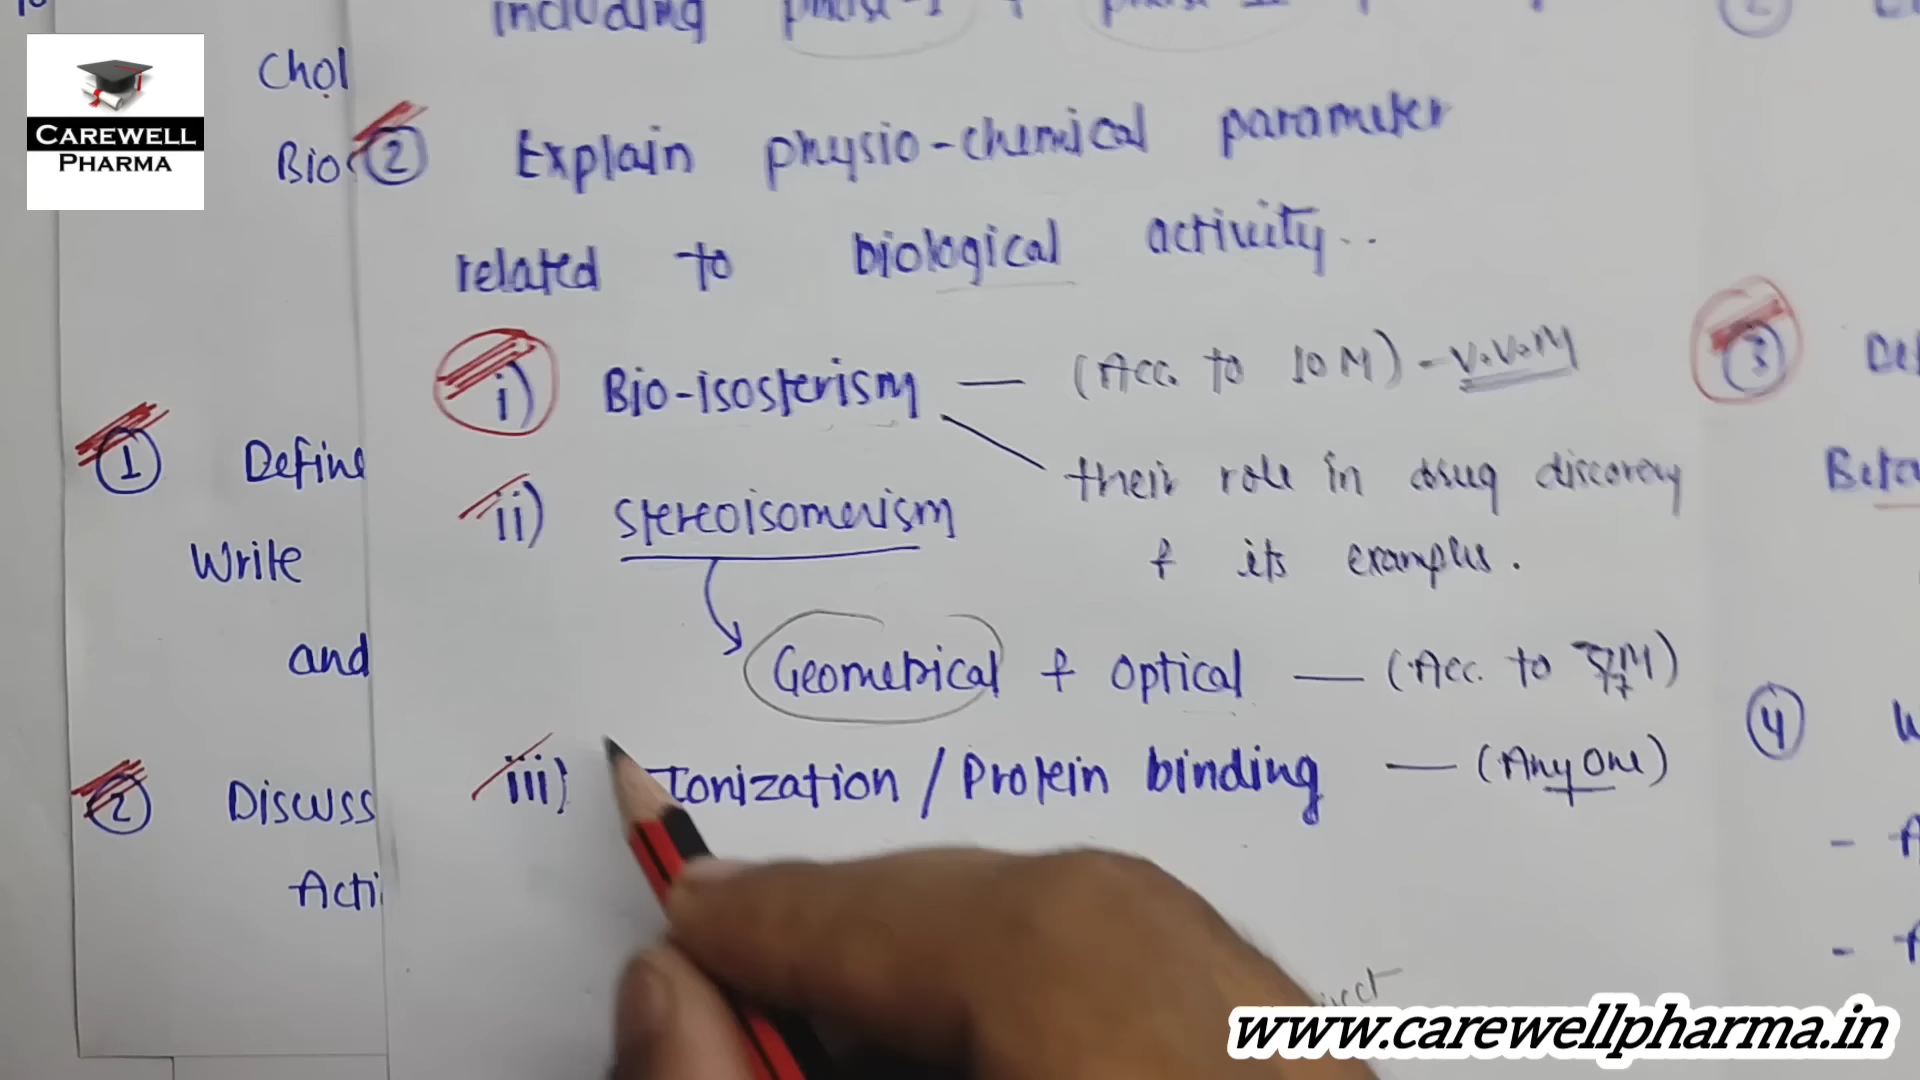 including
CAREWELL
PHARMA
Chol
Bio
② Explain physio-chemical parameter
related to biological activity..
i) Bio-isosterism — (Acc. to 10 M) - V.V.M
their role in drug discovery
& its examples.
ii) Stereoisomerism
Geometrical + Optical — (Acc. to M)
iii) Ionization / Protein binding — (Any One)
① Define
Write
and
② Discuss
Acti
③ Def
Beta
④ W
- A
- A
www.carewellpharma.in